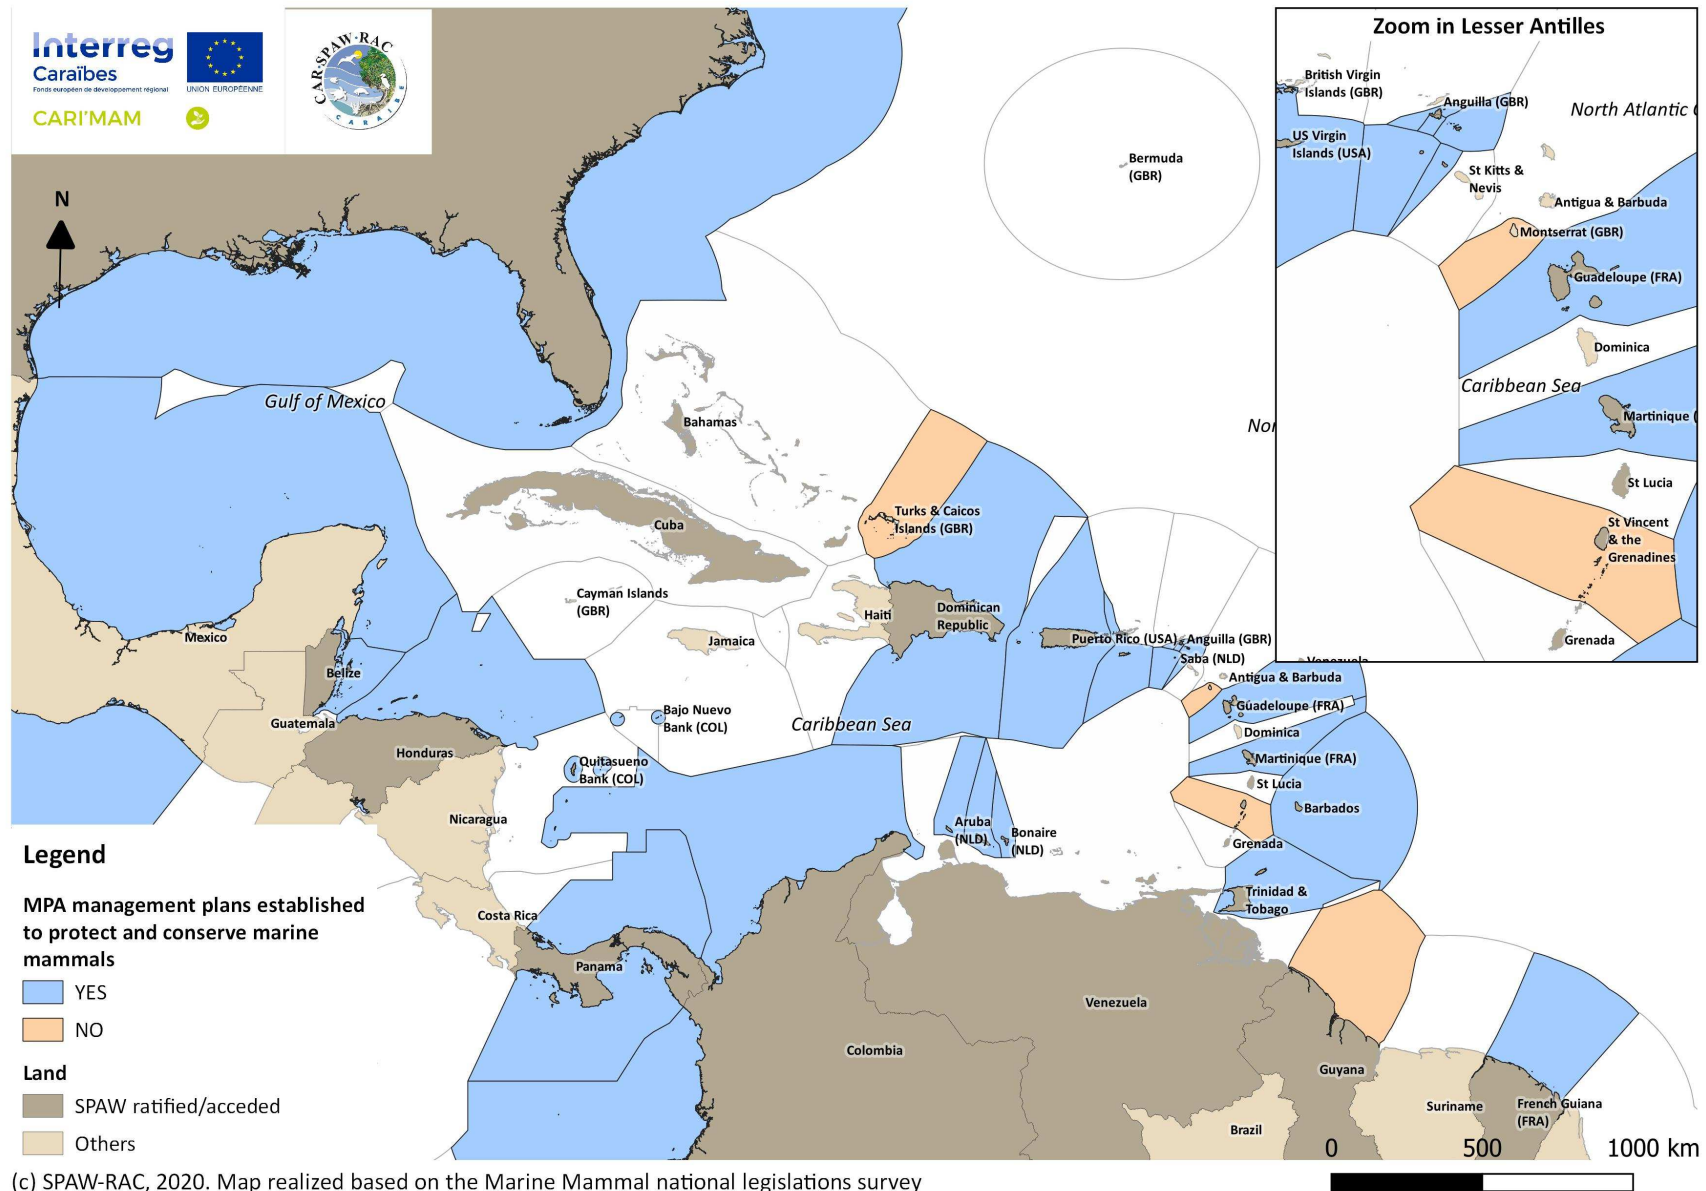 Interreg
Caraïbes
Fonds européen de développement régional
UNION EUROPÉENNE
CARI'MAM
CAR-SPAW-RAC
CARAIBE
N
Zoom in Lesser Antilles
British Virgin
Islands (GBR)
Anguilla (GBR)
North Atlantic
US Virgin
Islands (USA)
St Kitts &
Nevis
Antigua & Barbuda
Montserrat (GBR)
Guadeloupe (FRA)
Dominica
Caribbean Sea
Martinique (
St Lucia
St Vincent
& the
Grenadines
Grenada
Bermuda
(GBR)
Gulf of Mexico
Nor
Bahamas
Turks & Caicos
Islands (GBR)
Cuba
Cayman Islands
(GBR)
Haiti
Dominican
Republic
Jamaica
Puerto Rico (USA)
Anguilla (GBR)
Saba (NLD)
Venezuela
Antigua & Barbuda
Guadeloupe (FRA)
Dominica
Martinique (FRA)
St Lucia
Barbados
Grenada
Trinidad &
Tobago
Mexico
Belize
Guatemala
Honduras
Bajo Nuevo
Bank (COL)
Caribbean Sea
Quitasueno
Bank (COL)
Nicaragua
Aruba
(NLD)
Bonaire
(NLD)
Costa Rica
Panama
Venezuela
Colombia
Guyana
Suriname
French Guiana
(FRA)
Brazil
Legend
MPA management plans established
to protect and conserve marine
mammals
YES
NO
Land
SPAW ratified/acceded
Others
0 500 1000 km
(c) SPAW-RAC, 2020. Map realized based on the Marine Mammal national legislations survey